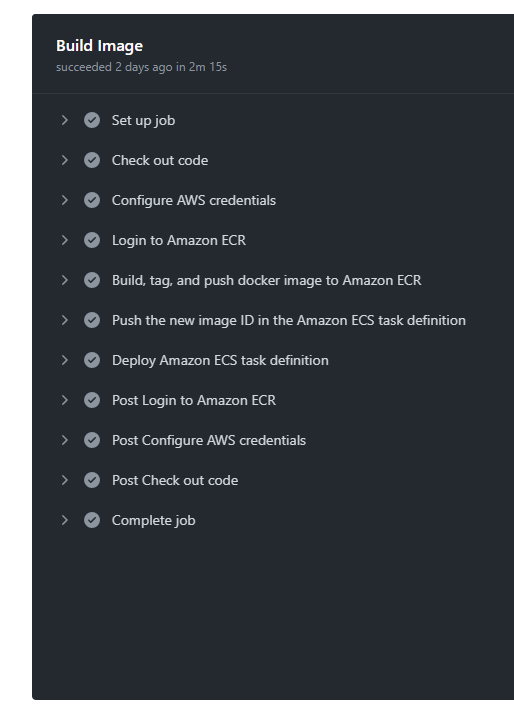 Build Image
succeeded 2 days ago in 2m 15s
Set up job
Check out code
Configure AWS credentials
Login to Amazon ECR
Build, tag, and push docker image to Amazon ECR
Push the new image ID in the Amazon ECS task definition
Deploy Amazon ECS task definition
Post Login to Amazon ECR
Post Configure AWS credentials
Post Check out code
Complete job